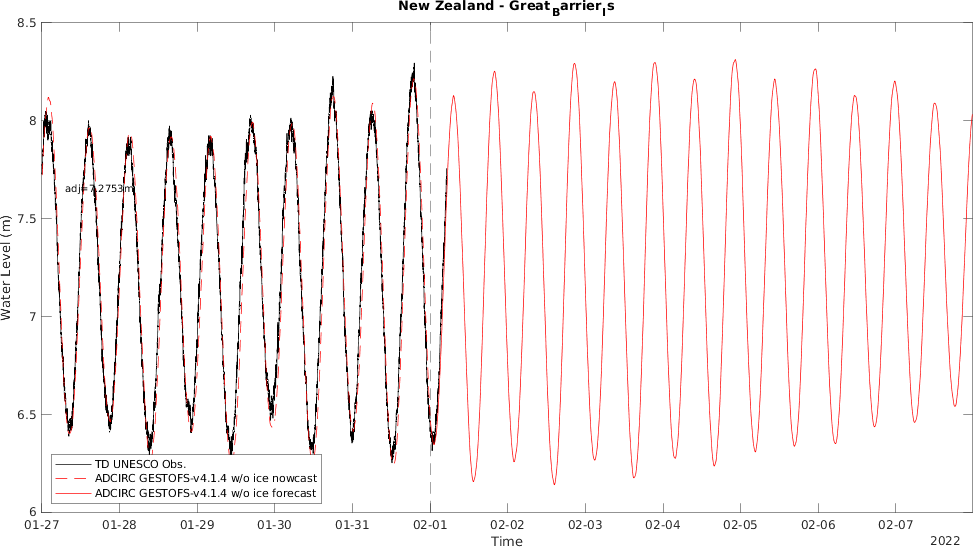 New Zealand - Great_Barrier_Is
8.5
8
7.5
7
6.5
6
Water Level (m)
adj=7.2753m
TD UNESCO Obs.
ADCIRC GESTOFS-v4.1.4 w/o ice nowcast
ADCIRC GESTOFS-v4.1.4 w/o ice forecast
01-27 01-28 01-29 01-30 01-31 02-01 02-02 02-03 02-04 02-05 02-06 02-07
Time
2022